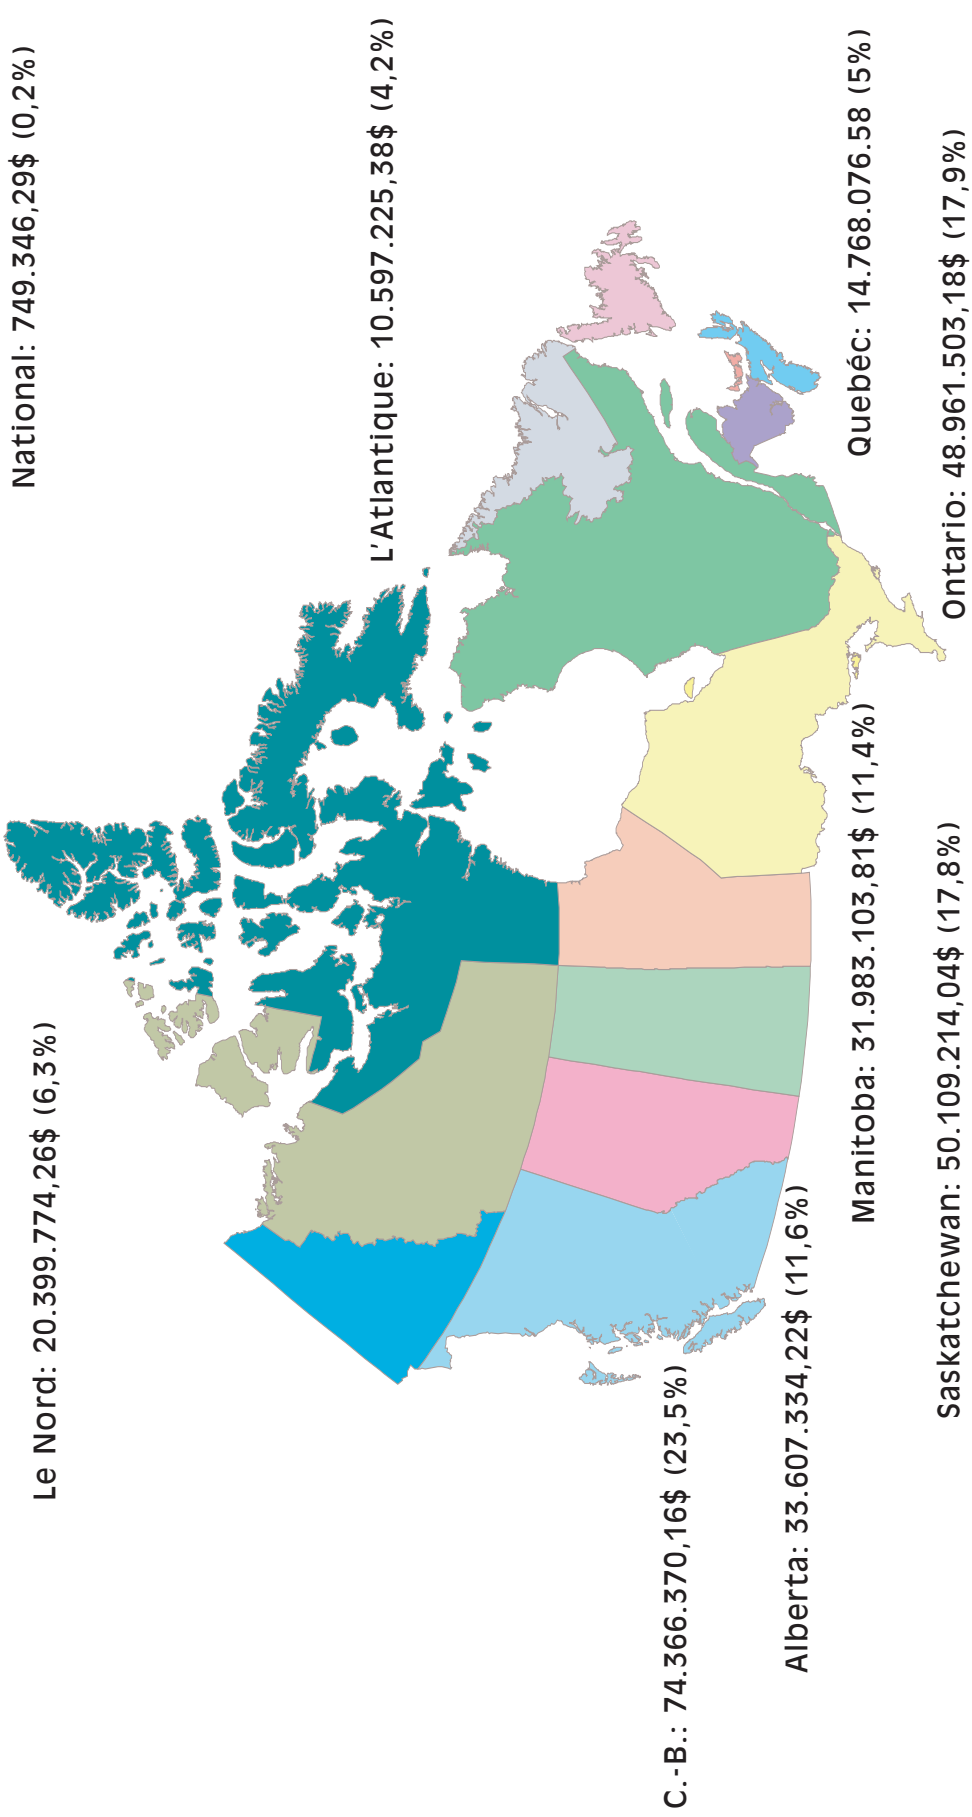 National: 749.346,29$ (0,2%)
Le Nord: 20.399.774,26$ (6,3%)
L'Atlantique: 10.597.225,38$ (4,2%)
C.-B.: 74.366.370,16$ (23,5%)
Alberta: 33.607.334,22$ (11,6%)
Manitoba: 31.983.103,81$ (11,4%)
Quebéc: 14.768.076.58 (5%)
Saskatchewan: 50.109.214,04$ (17,8%)
Ontario: 48.961.503,18$ (17,9%)